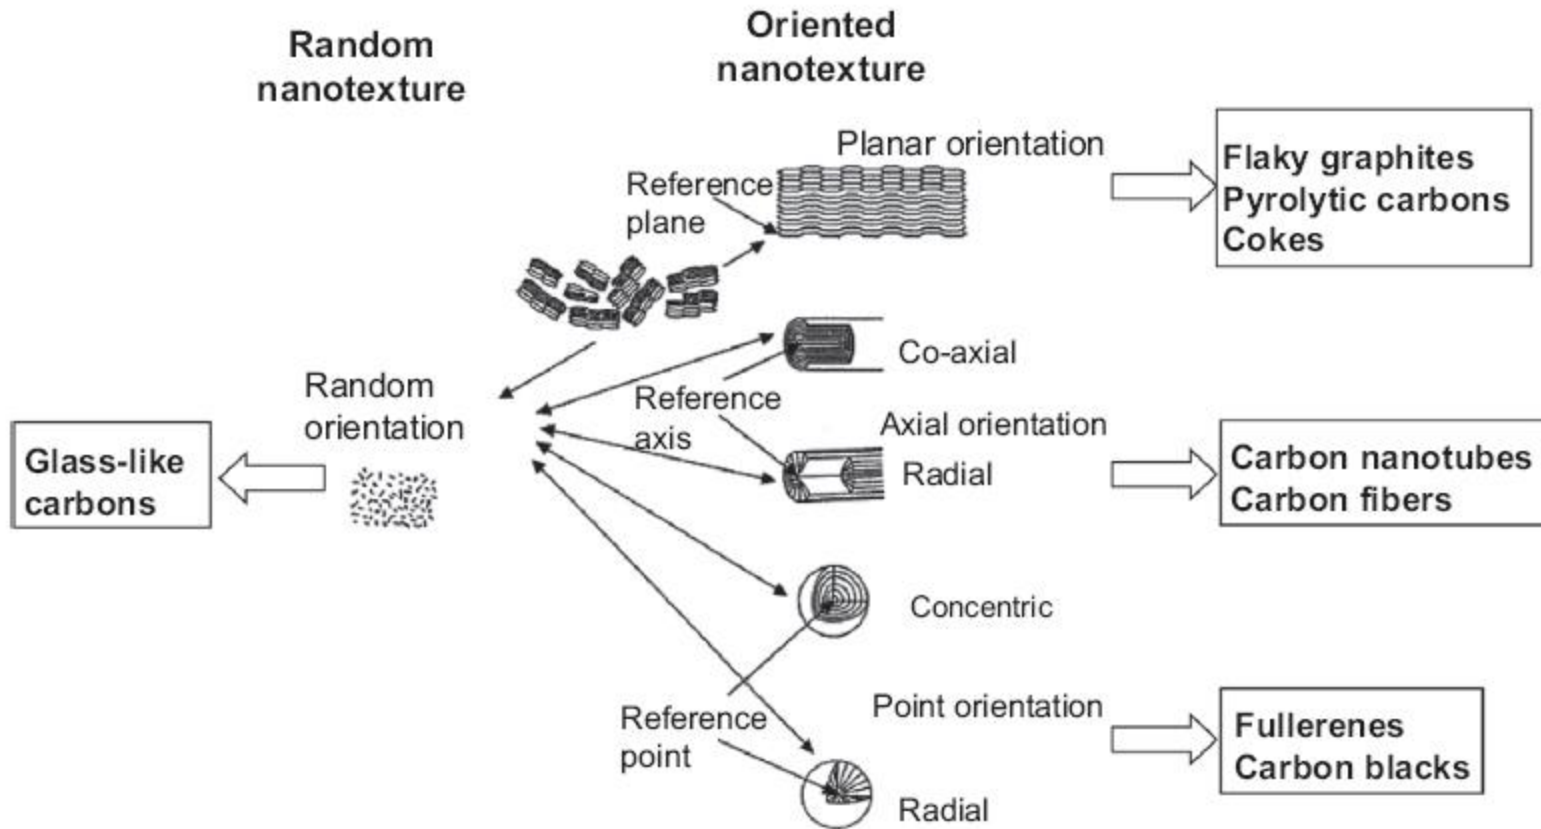 Random
nanotexture
Oriented
nanotexture
Planar orientation
Reference
plane
Flaky graphites
Pyrolytic carbons
Cokes
Co-axial
Random
orientation
Reference
axis
Axial orientation
Radial
Glass-like
carbons
Carbon nanotubes
Carbon fibers
Concentric
Reference
point
Point orientation
Radial
Fullerenes
Carbon blacks